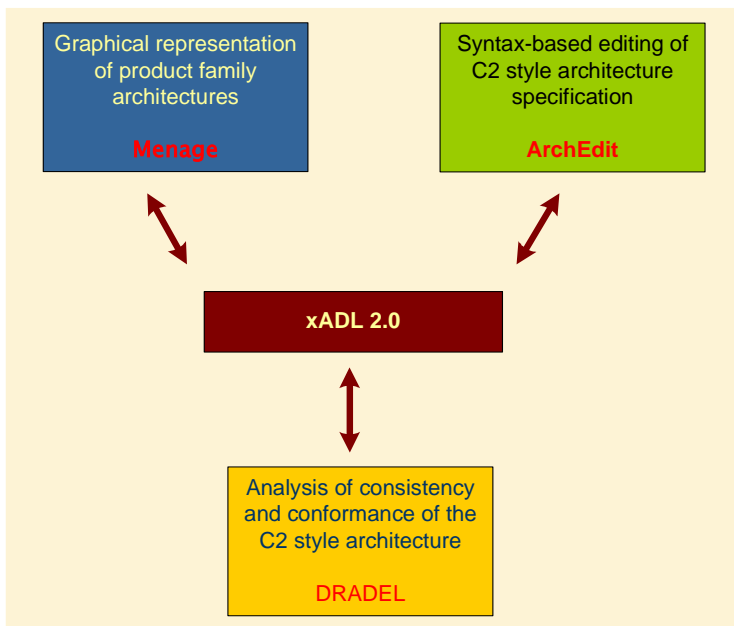 Graphical representation
of product family
architectures
Menage
Syntax-based editing of
C2 style architecture
specification
ArchEdit
xADL 2.0
Analysis of consistency
and conformance of the
C2 style architecture
DRADEL